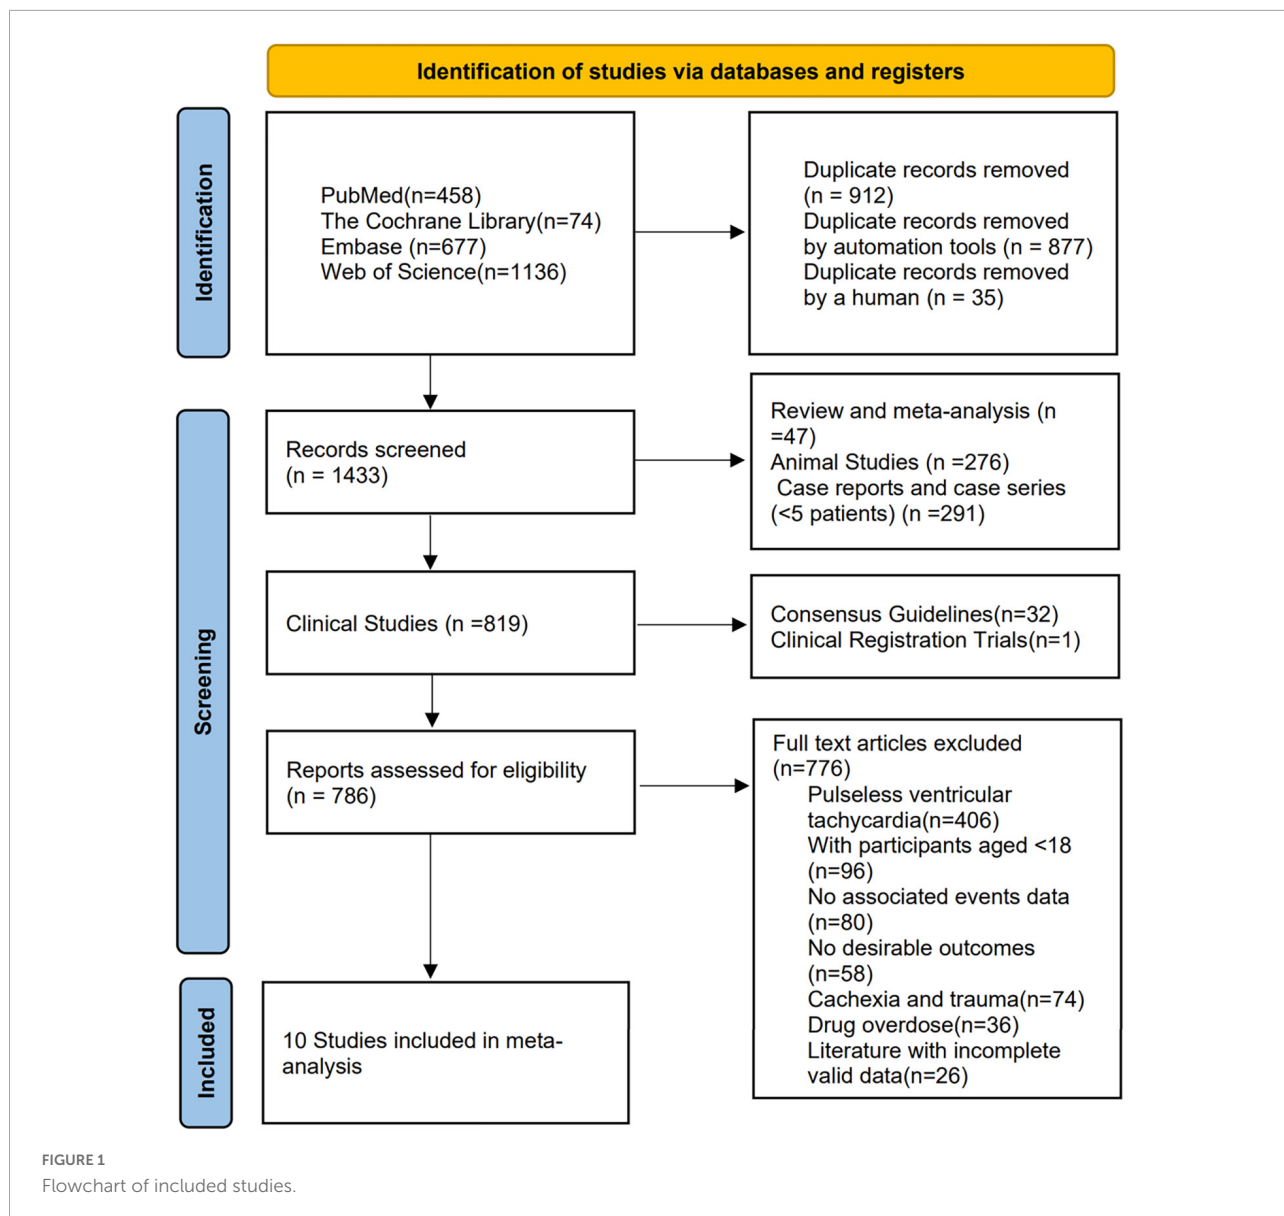 Identification of studies via databases and registers
Identification
PubMed(n=458)
The Cochrane Library(n=74)
Embase (n=677)
Web of Science(n=1136)
Duplicate records removed
(n = 912)
Duplicate records removed
by automation tools (n = 877)
Duplicate records removed
by a human (n = 35)
Screening
Records screened
(n = 1433)
Review and meta-analysis (n
=47)
Animal Studies (n =276)
Case reports and case series
(<5 patients) (n =291)
Clinical Studies (n =819)
Consensus Guidelines(n=32)
Clinical Registration Trials(n=1)
Reports assessed for eligibility
(n = 786)
Full text articles excluded
(n=776)
Pulseless ventricular
tachycardia(n=406)
With participants aged <18
(n=96)
No associated events data
(n=80)
No desirable outcomes
(n=58)
Cachexia and trauma(n=74)
Drug overdose(n=36)
Literature with incomplete
valid data(n=26)
Included
10 Studies included in meta-
analysis
FIGURE 1
Flowchart of included studies.